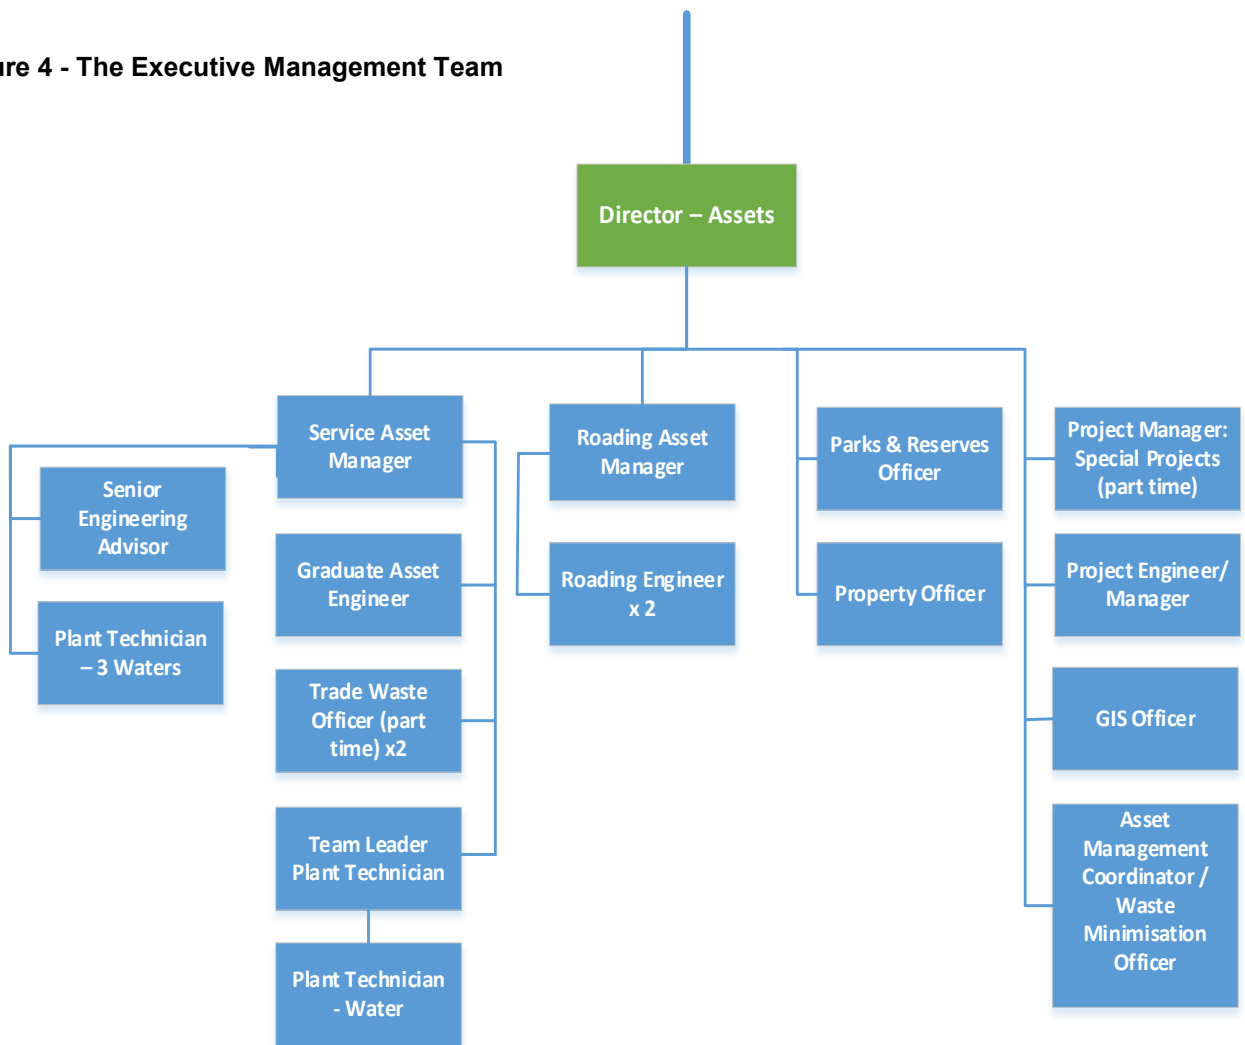 ure 4 - The Executive Management Team
Director – Assets
Service Asset
Manager
Roading Asset
Manager
Parks & Reserves
Officer
Project Manager:
Special Projects
(part time)
Senior
Engineering
Advisor
Graduate Asset
Engineer
Roading Engineer
x 2
Property Officer
Project Engineer/
Manager
Plant Technician
– 3 Waters
Trade Waste
Officer (part
time) x2
GIS Officer
Team Leader
Plant Technician
Asset
Management
Coordinator /
Waste
Minimisation
Officer
Plant Technician
- Water